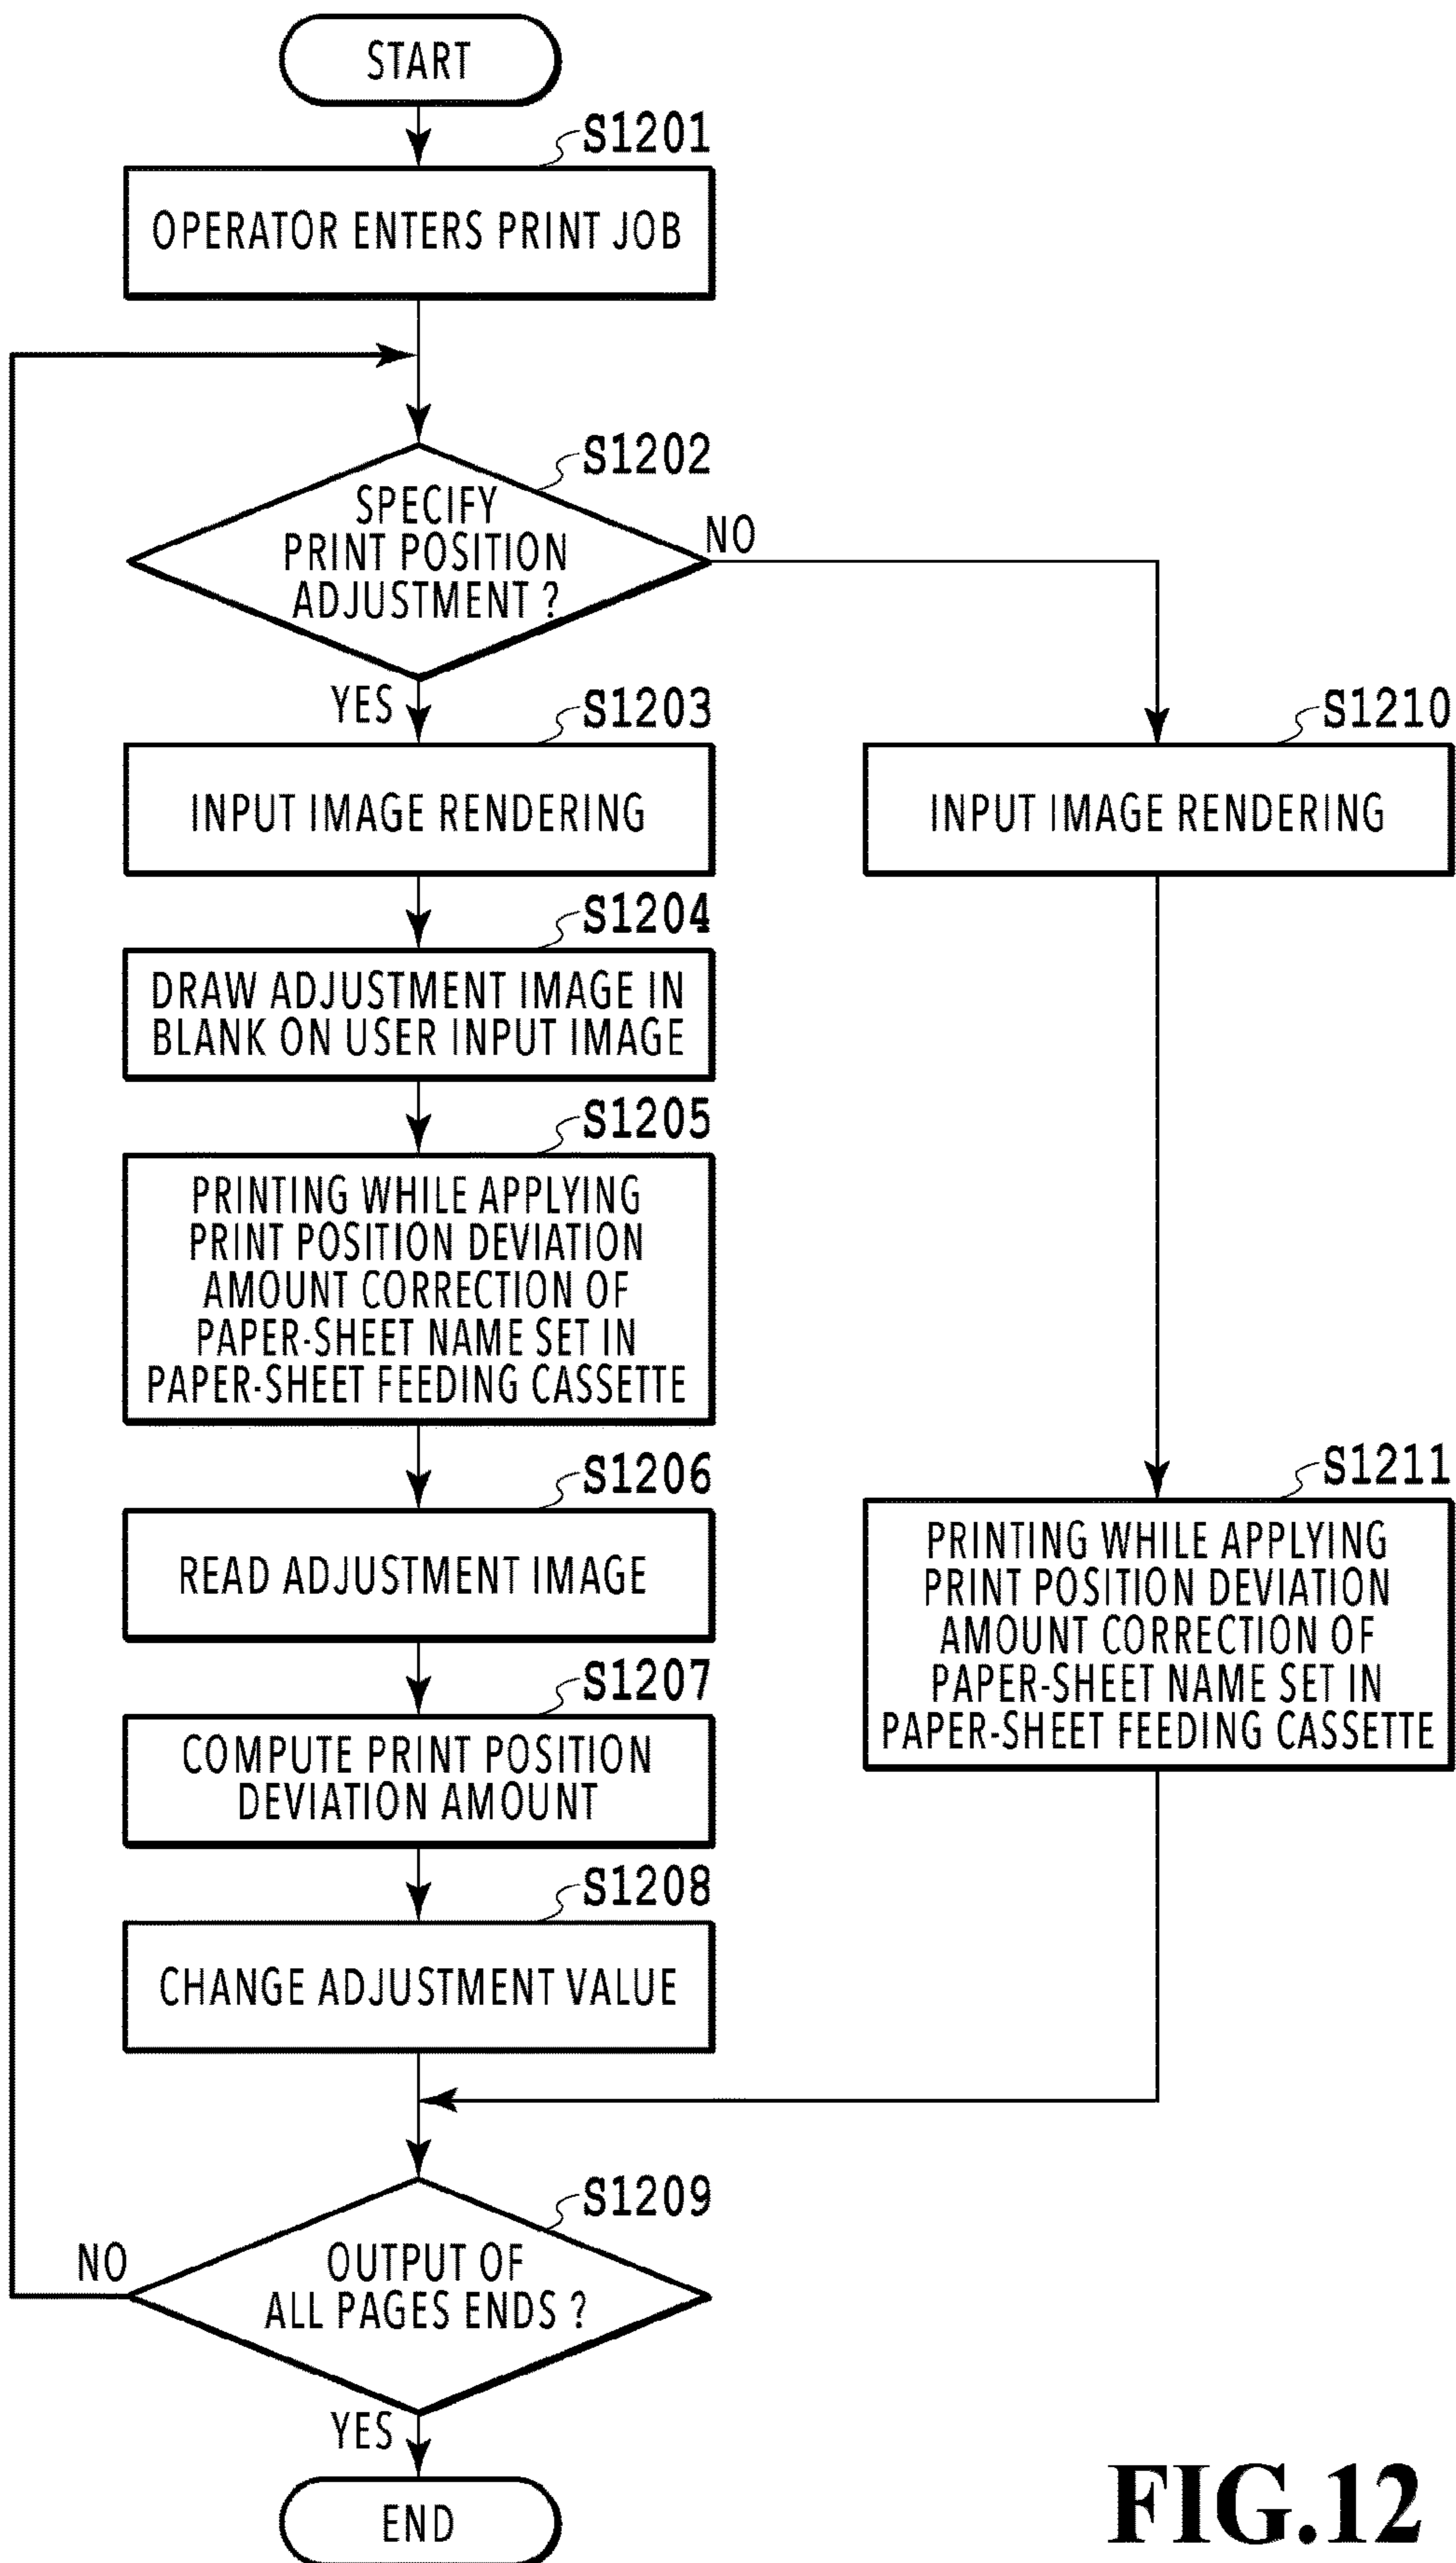 START
S1201
OPERATOR ENTERS PRINT JOB
S1202
SPECIFY
PRINT POSITION
ADJUSTMENT ?
NO
YES
S1203
INPUT IMAGE RENDERING
S1210
INPUT IMAGE RENDERING
S1204
DRAW ADJUSTMENT IMAGE IN
BLANK ON USER INPUT IMAGE
S1205
PRINTING WHILE APPLYING
PRINT POSITION DEVIATION
AMOUNT CORRECTION OF
PAPER-SHEET NAME SET IN
PAPER-SHEET FEEDING CASSETTE
S1206
READ ADJUSTMENT IMAGE
S1211
PRINTING WHILE APPLYING
PRINT POSITION DEVIATION
AMOUNT CORRECTION OF
PAPER-SHEET NAME SET IN
PAPER-SHEET FEEDING CASSETTE
S1207
COMPUTE PRINT POSITION
DEVIATION AMOUNT
S1208
CHANGE ADJUSTMENT VALUE
S1209
OUTPUT OF
ALL PAGES ENDS ?
NO
YES
END
FIG.12